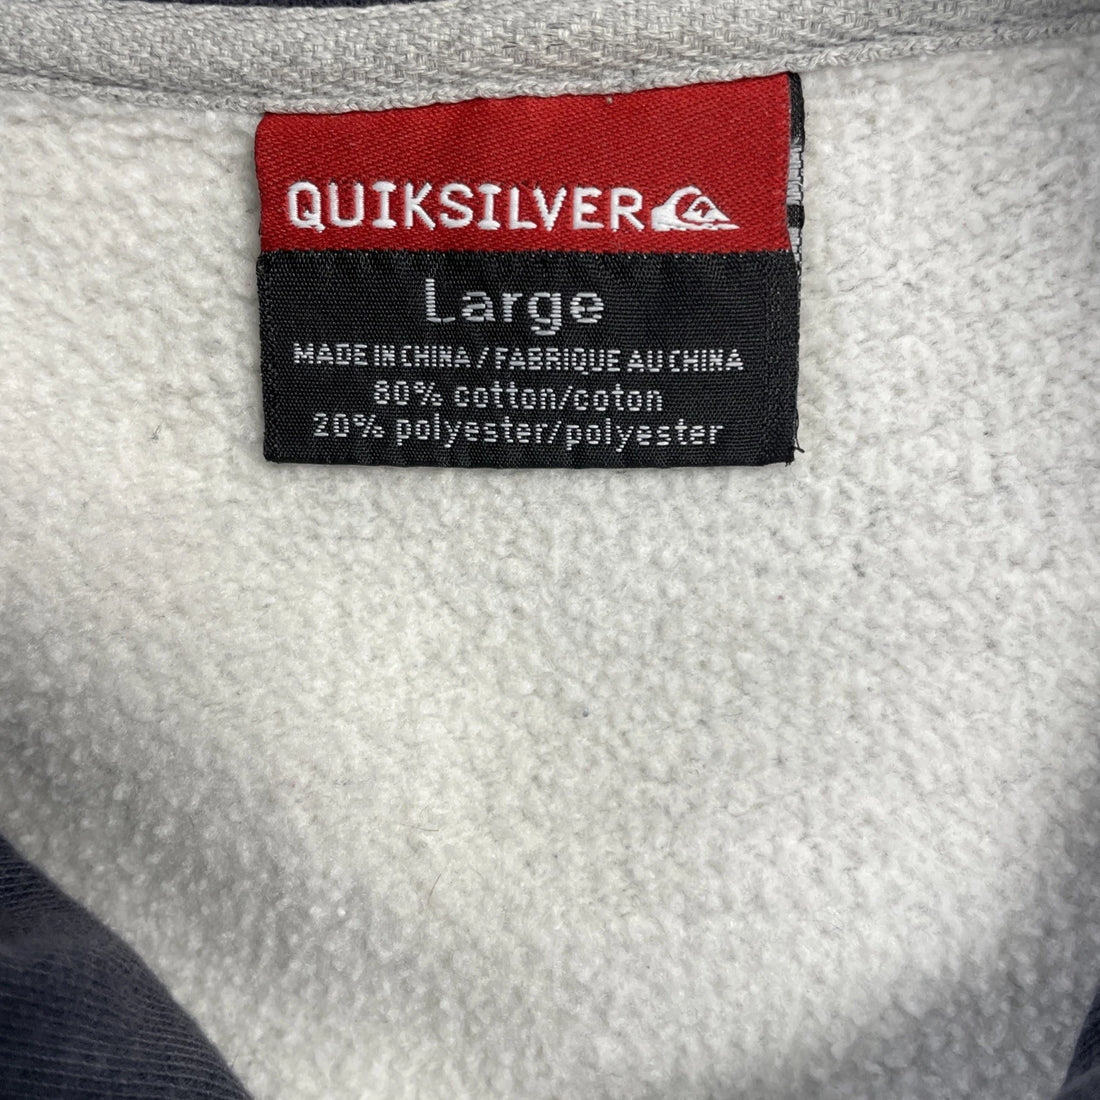 QUIKSILVER
Large
MADE IN CHINA / FABRIQUE AU CHINA
80% cotton/coton
20% polyester/polyester